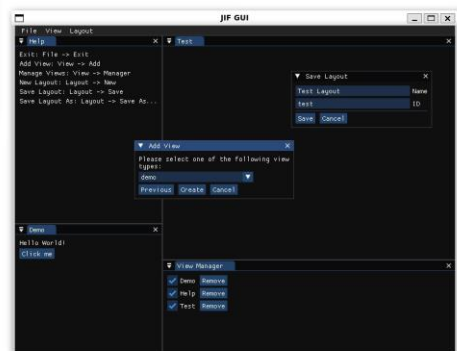 JIF GUI
File View Layout
Help
Exit: File -> Exit
Add View: View -> Add
Manage Views: View -> Manager
New Layout: Layout -> New
Save Layout: Layout -> Save
Save Layout As: Layout -> Save As...
Test
Save Layout
Test Layout Name
test ID
Save Cancel
Add View
Please select one of the following view
types:
demo
Previous Create Cancel
Demo
Hello World!
Click me
View Manager
Demo Remove
Help Remove
Test Remove